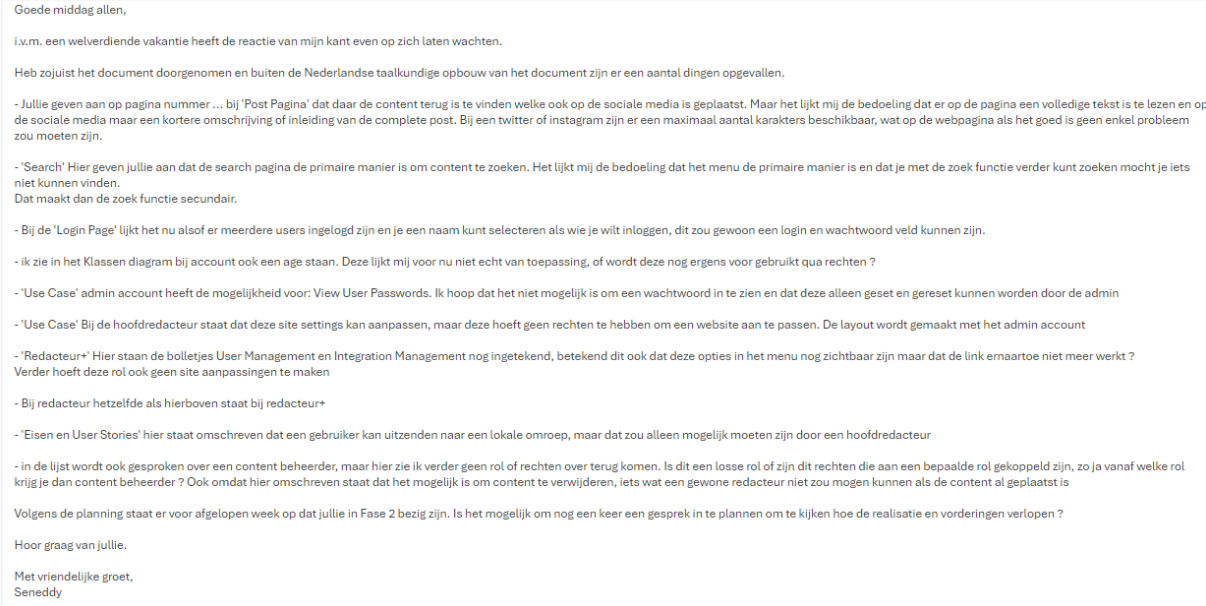 Goede middag allen,
i.v.m. een welverdiende vakantie heeft de reactie van mijn kant even op zich laten wachten.
Heb zojuist het document doorgenomen en buiten de Nederlandse taalkundige opbouw van het document zijn er een aantal dingen opgevallen.
- Jullie geven aan op pagina nummer ... bij 'Post Pagina' dat daar de content terug is te vinden welke ook op de sociale media is geplaatst. Maar het lijkt mij de bedoeling dat er op de pagina een volledige tekst is te lezen en op
de sociale media maar een kortere omschrijving of inleiding van de complete post. Bij een twitter of instagram zijn er een maximaal aantal karakters beschikbaar, wat op de webpagina als het goed is geen enkel probleem
zou moeten zijn.
- 'Search' Hier geven jullie aan dat de search pagina de primaire manier is om content te zoeken. Het lijkt mij de bedoeling dat het menu de primaire manier is en dat je met de zoek functie verder kunt zoeken mocht je iets
niet kunnen vinden.
Dat maakt dan de zoek functie secundair.
- Bij de 'Login Page' lijkt het nu alsof er meerdere users ingelogd zijn en je een naam kunt selecteren als wie je wilt inloggen, dit zou gewoon een login en wachtwoord veld kunnen zijn.
- ik zie in het Klassen diagram bij account ook een age staan. Deze lijkt mij voor nu niet echt van toepassing, of wordt deze nog ergens voor gebruikt qua rechten ?
- 'Use Case' admin account heeft de mogelijkheid voor: View User Passwords. Ik hoop dat het niet mogelijk is om een wachtwoord in te zien en dat deze alleen geset en gereset kunnen worden door de admin
- 'Use Case' Bij de hoofdredacteur staat dat deze site settings kan aanpassen, maar deze hoeft geen rechten te hebben om een website aan te passen. De layout wordt gemaakt met het admin account
- 'Redacteur+' Hier staan de bolletjes User Management en Integration Management nog ingetekend, betekend dit ook dat deze opties in het menu nog zichtbaar zijn maar dat de link ernaartoe niet meer werkt ?
Verder hoeft deze rol ook geen site aanpassingen te maken
- Bij redacteur hetzelfde als hierboven staat bij redacteur+
- 'Eisen en User Stories' hier staat omschreven dat een gebruiker kan uitzenden naar een lokale omroep, maar dat zou alleen mogelijk moeten zijn door een hoofdredacteur
- in de lijst wordt ook gesproken over een content beheerder, maar hier zie ik verder geen rol of rechten over terug komen. Is dit een losse rol of zijn dit rechten die aan een bepaalde rol gekoppeld zijn, zo ja vanaf welke rol
krijg je dan content beheerder ? Ook omdat hier omschreven staat dat het mogelijk is om content te verwijderen, iets wat een gewone redacteur niet zou mogen kunnen als de content al geplaatst is
Volgens de planning staat er voor afgelopen week op dat jullie in Fase 2 bezig zijn. Is het mogelijk om nog een keer een gesprek in te plannen om te kijken hoe de realisatie en vorderingen verlopen ?
Hoor graag van jullie.
Met vriendelijke groet,
Seneddy